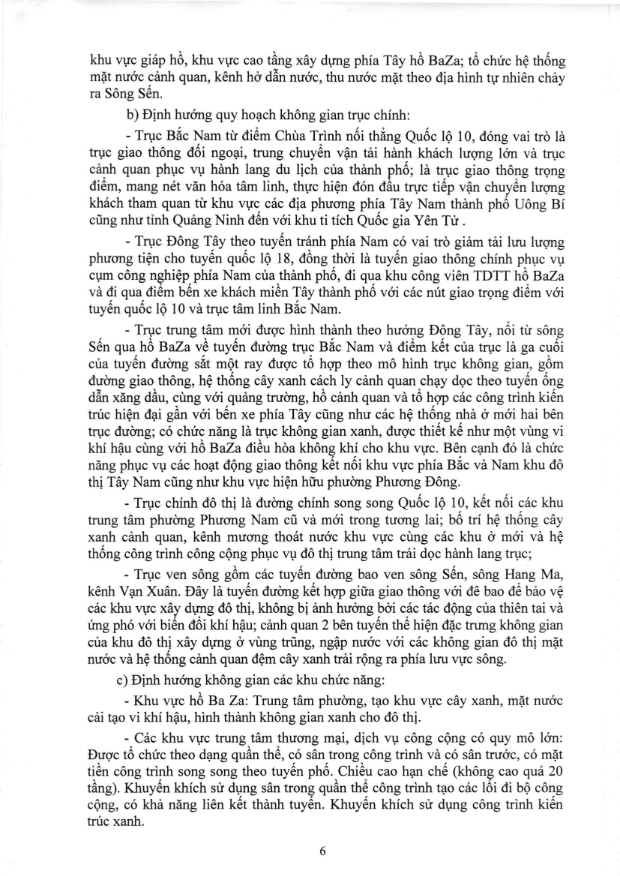 khu vực giáp hồ, khu vực cao tầng xây dựng phía Tây hồ BaZa; tổ chức hệ thống
mặt nước cảnh quan, kênh hở dẫn nước, thu nước mặt theo địa hình tự nhiên chảy
ra Sông Sến.
b) Định hướng quy hoạch không gian trục chính:
- Trục Bắc Nam từ điểm Chùa Trình nối thẳng Quốc lộ 10, đóng vai trò là
trục giao thông đối ngoại, trung chuyển vận tải hành khách lượng lớn và trục
cảnh quan phục vụ hành lang du lịch của thành phố; là trục giao thông trọng
điểm, mang nét văn hóa tâm linh, thực hiện đón đầu trực tiếp vận chuyển lượng
khách tham quan từ khu vực các địa phương phía Tây Nam thành phố Uông Bí
cũng như tỉnh Quảng Ninh đến với khu ti tích Quốc gia Yên Tử .
- Trục Đông Tây theo tuyến tránh phía Nam có vai trò giảm tải lưu lượng
phương tiện cho tuyến quốc lộ 18, đồng thời là tuyến giao thông chính phục vụ
cụm công nghiệp phía Nam của thành phố, đi qua khu công viên TDTT hồ BaZa
và đi qua điểm bến xe khách miền Tây thành phố với các nút giao trọng điểm với
tuyến quốc lộ 10 và trục tâm linh Bắc Nam.
- Trục trung tâm mới được hình thành theo hướng Đông Tây, nối từ sông
Sến qua hồ BaZa về tuyến đường trục Bắc Nam và điểm kết của trục là ga cuối
của tuyến đường sắt một ray được tổ hợp theo mô hình trục không gian, gồm
đường giao thông, hệ thống cây xanh cách ly cảnh quan chạy dọc theo tuyến ống
dẫn xăng dầu, cùng với quảng trường, hồ cảnh quan và tổ hợp các công trình kiến
trúc hiện đại gần với bến xe phía Tây cũng như các hệ thống nhà ở mới hai bên
trục đường; có chức năng là trục không gian xanh, được thiết kế như một vùng vi
khí hậu cùng với hồ BaZa điều hòa không khí cho khu vực. Bên cạnh đó là chức
năng phục vụ các hoạt động giao thông kết nối khu vực phía Bắc và Nam khu đô
thị Tây Nam cũng như khu vực hiện hữu phường Phương Đông.
- Trục chính đô thị là đường chính song song Quốc lộ 10, kết nối các khu
trung tâm phường Phương Nam cũ và mới trong tương lai; bố trí hệ thống cây
xanh cảnh quan, kênh mương thoát nước khu vực cùng các khu ở mới và hệ
thống công trình công cộng phục vụ đô thị trung tâm trải dọc hành lang trục;
- Trục ven sông gồm các tuyến đường bao ven sông Sến, sông Hang Ma,
kênh Vạn Xuân. Đây là tuyến đường kết hợp giữa giao thông với đê bao để bảo vệ
các khu vực xây dựng đô thị, không bị ảnh hưởng bởi các tác động của thiên tai và
ứng phó với biến đổi khí hậu; cảnh quan 2 bên tuyến thể hiện đặc trưng không gian
của khu đô thị xây dựng ở vùng trũng, ngập nước với các không gian đô thị mặt
nước và hệ thống cảnh quan đệm cây xanh trải rộng ra phía lưu vực sông.
c) Định hướng không gian các khu chức năng:
- Khu vực hồ Ba Za: Trung tâm phường, tạo khu vực cây xanh, mặt nước
cải tạo vi khí hậu, hình thành không gian xanh cho đô thị.
- Các khu vực trung tâm thương mại, dịch vụ công cộng có quy mô lớn:
Được tổ chức theo dạng quần thể, có sân trong công trình và có sân trước, có mặt
tiền công trình song song theo tuyến phố. Chiều cao hạn chế (không cao quá 20
tầng). Khuyến khích sử dụng sân trong quần thể công trình tạo các lối đi bộ công
cộng, có khả năng liên kết thành tuyến. Khuyến khích sử dụng công trình kiến
trúc xanh.
6